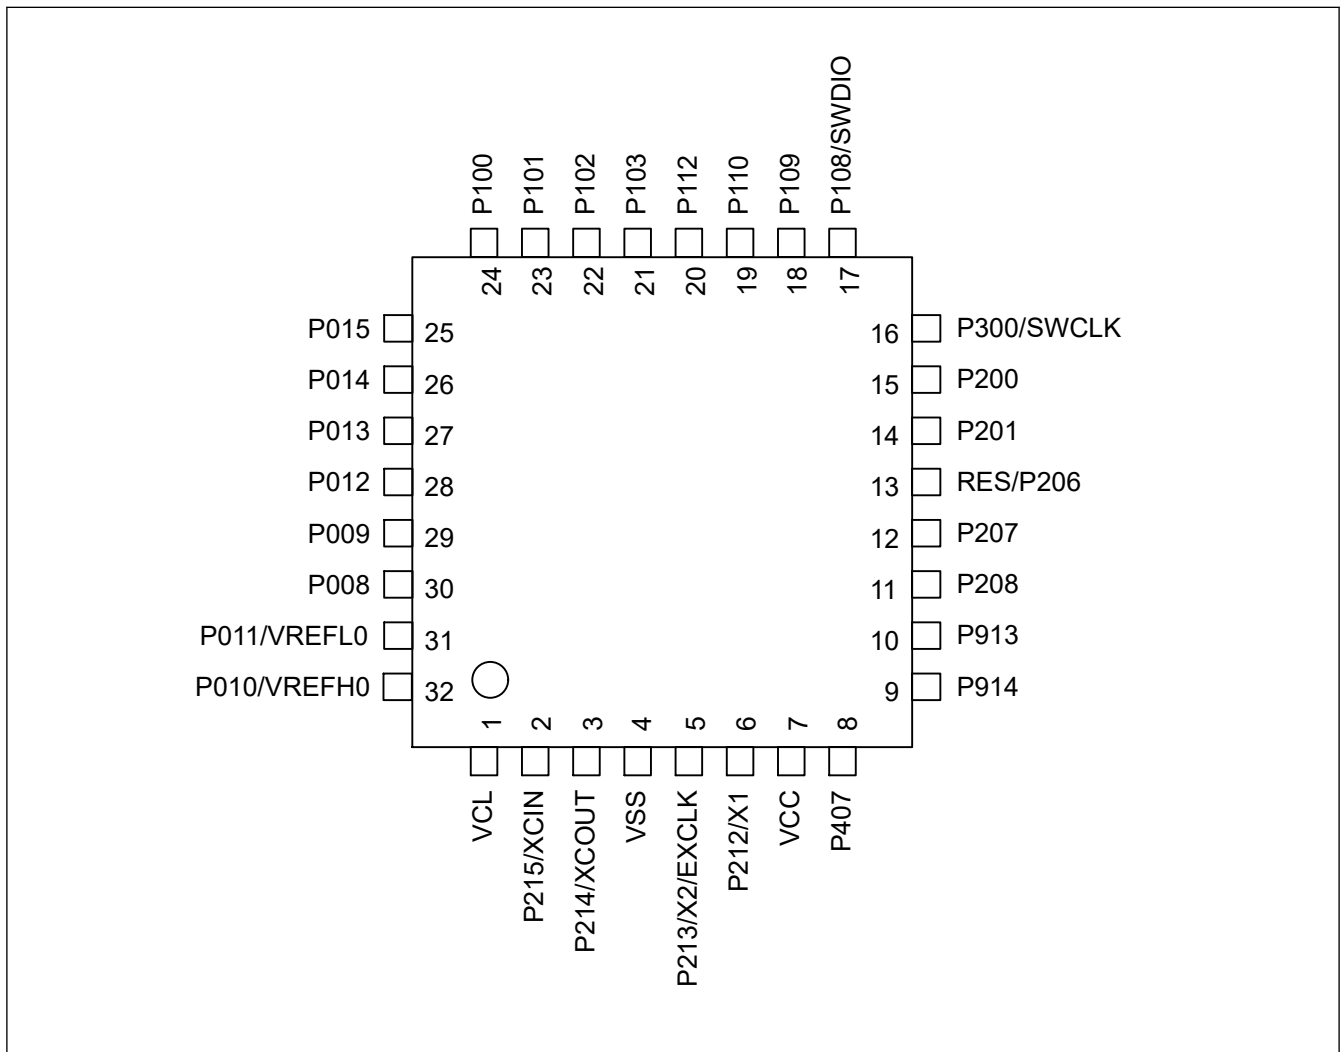 P100 P101 P102 P103 P112 P110 P109 P108/SWDIO
24 23 22 21 20 19 18 17
P015 25 16 P300/SWCLK
P014 26 15 P200
P013 27 14 P201
P012 28 13 RES/P206
P009 29 12 P207
P008 30 11 P208
P011/VREFL0 31 10 P913
P010/VREFH0 32 9 P914
1 2 3 4 5 6 7 8
VCL P215/XCIN P214/XCOUT VSS P213/X2/EXCLK P212/X1 VCC P407